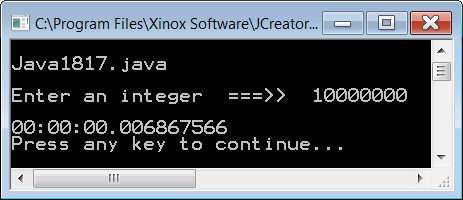 C:\Program Files\Xinox Software\JCreator...
Java1817.java
Enter an integer  ===>>  10000000
00:00:00.006867566
Press any key to continue...